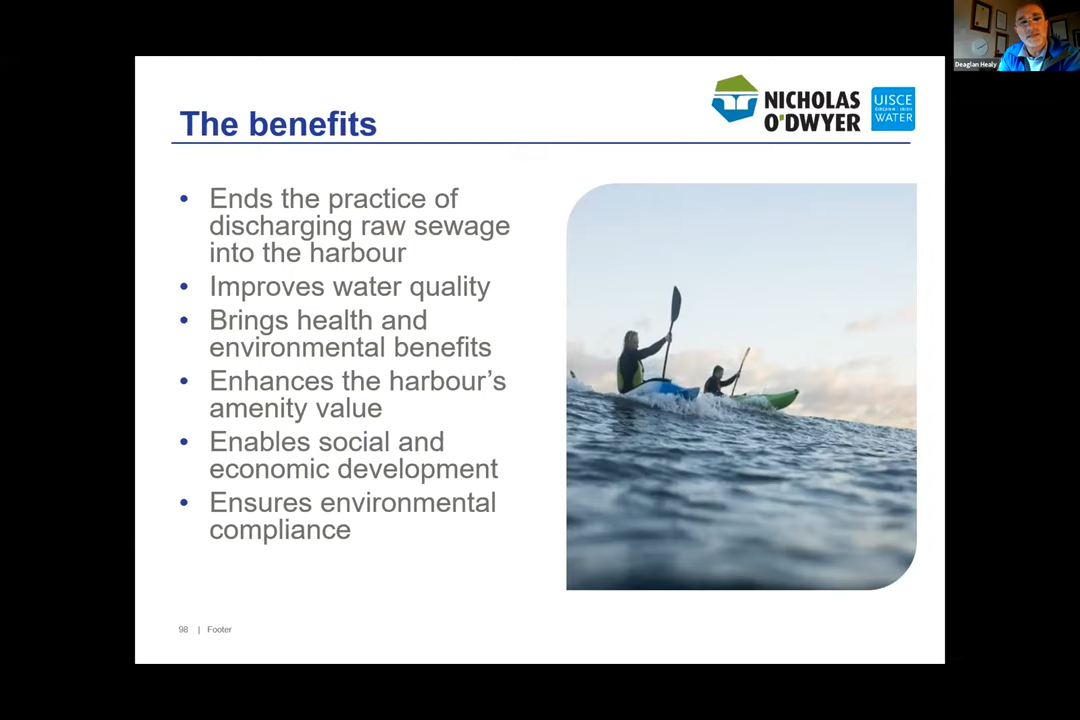 Deaglan Healy
NICHOLAS
O'DWYER
UISCE
ÉIREANN : IRISH
WATER
The benefits
• Ends the practice of
discharging raw sewage
into the harbour
• Improves water quality
• Brings health and
environmental benefits
• Enhances the harbour’s
amenity value
• Enables social and
economic development
• Ensures environmental
compliance
98 | Footer